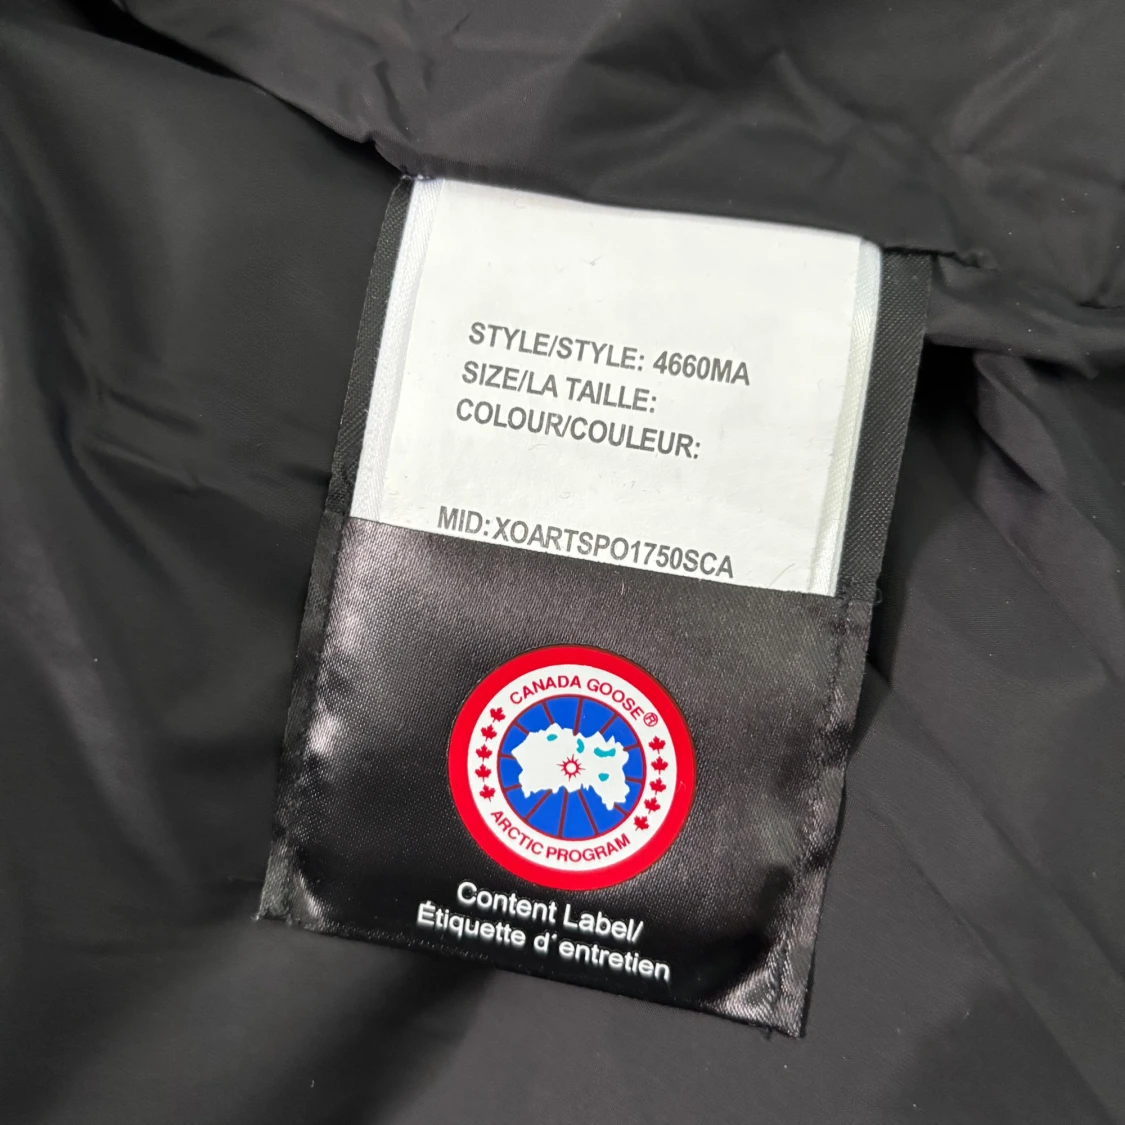 STYLE/STYLE: 4660MA
SIZE/LA TAILLE:
COLOUR/COULEUR:
MID: XOARTSPO1750SCA
CANADA GOOSE®
ARCTIC PROGRAM
Content Label/
Étiquette d'entretien